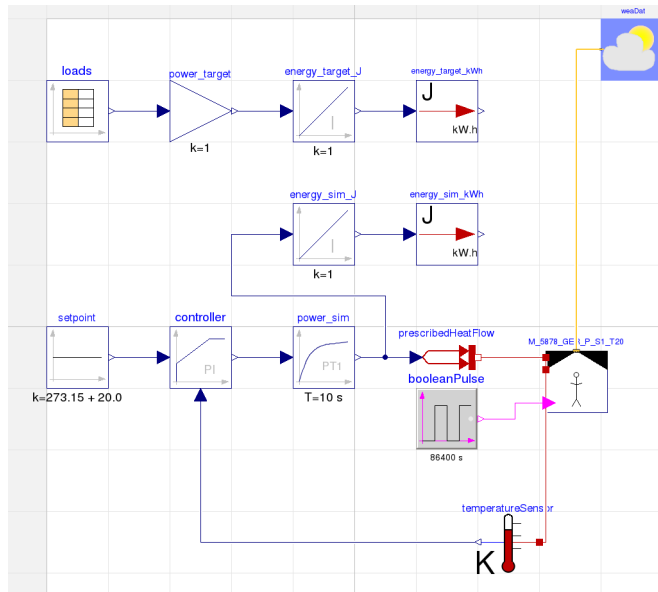 weaDat
loads
power_target
energy_target_J
energy_target_kWh
J
kW.h
I
k=1
k=1
energy_sim_J
energy_sim_kWh
J
kW.h
I
k=1
setpoint
controller
power_sim
prescribedHeatFlow
PI
PT1
booleanPulse
k=273.15 + 20.0
T=10 s
86400 s
temperatureSensor
K